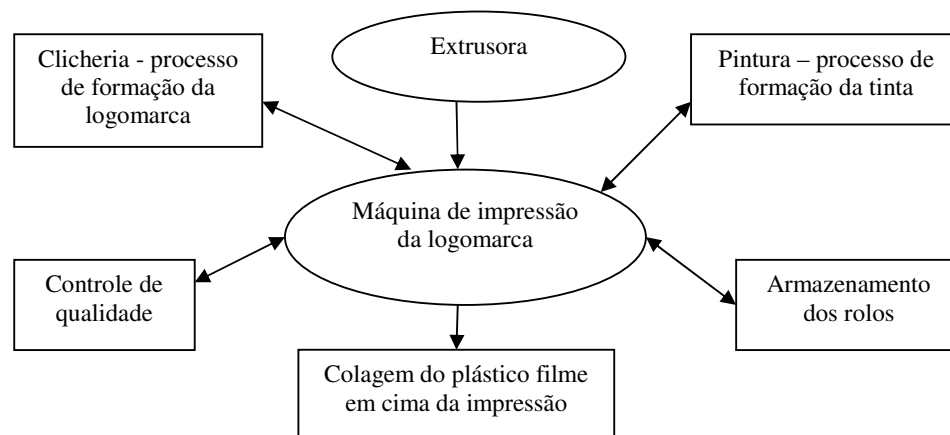 Clicheria - processo
de formação da
logomarca
Extrusora
Pintura – processo de
formação da tinta
Máquina de impressão
da logomarca
Controle de
qualidade
Armazenamento
dos rolos
Colagem do plástico filme
em cima da impressão